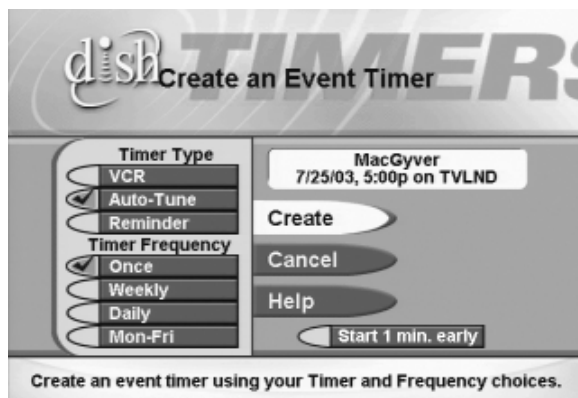 dish
TIMERS
Create an Event Timer
Timer Type
VCR
Auto-Tune
Reminder
Timer Frequency
Once
Weekly
Daily
Mon-Fri
MacGyver
7/25/03, 5:00p on TVLND
Create
Cancel
Help
Start 1 min. early
Create an event timer using your Timer and Frequency choices.